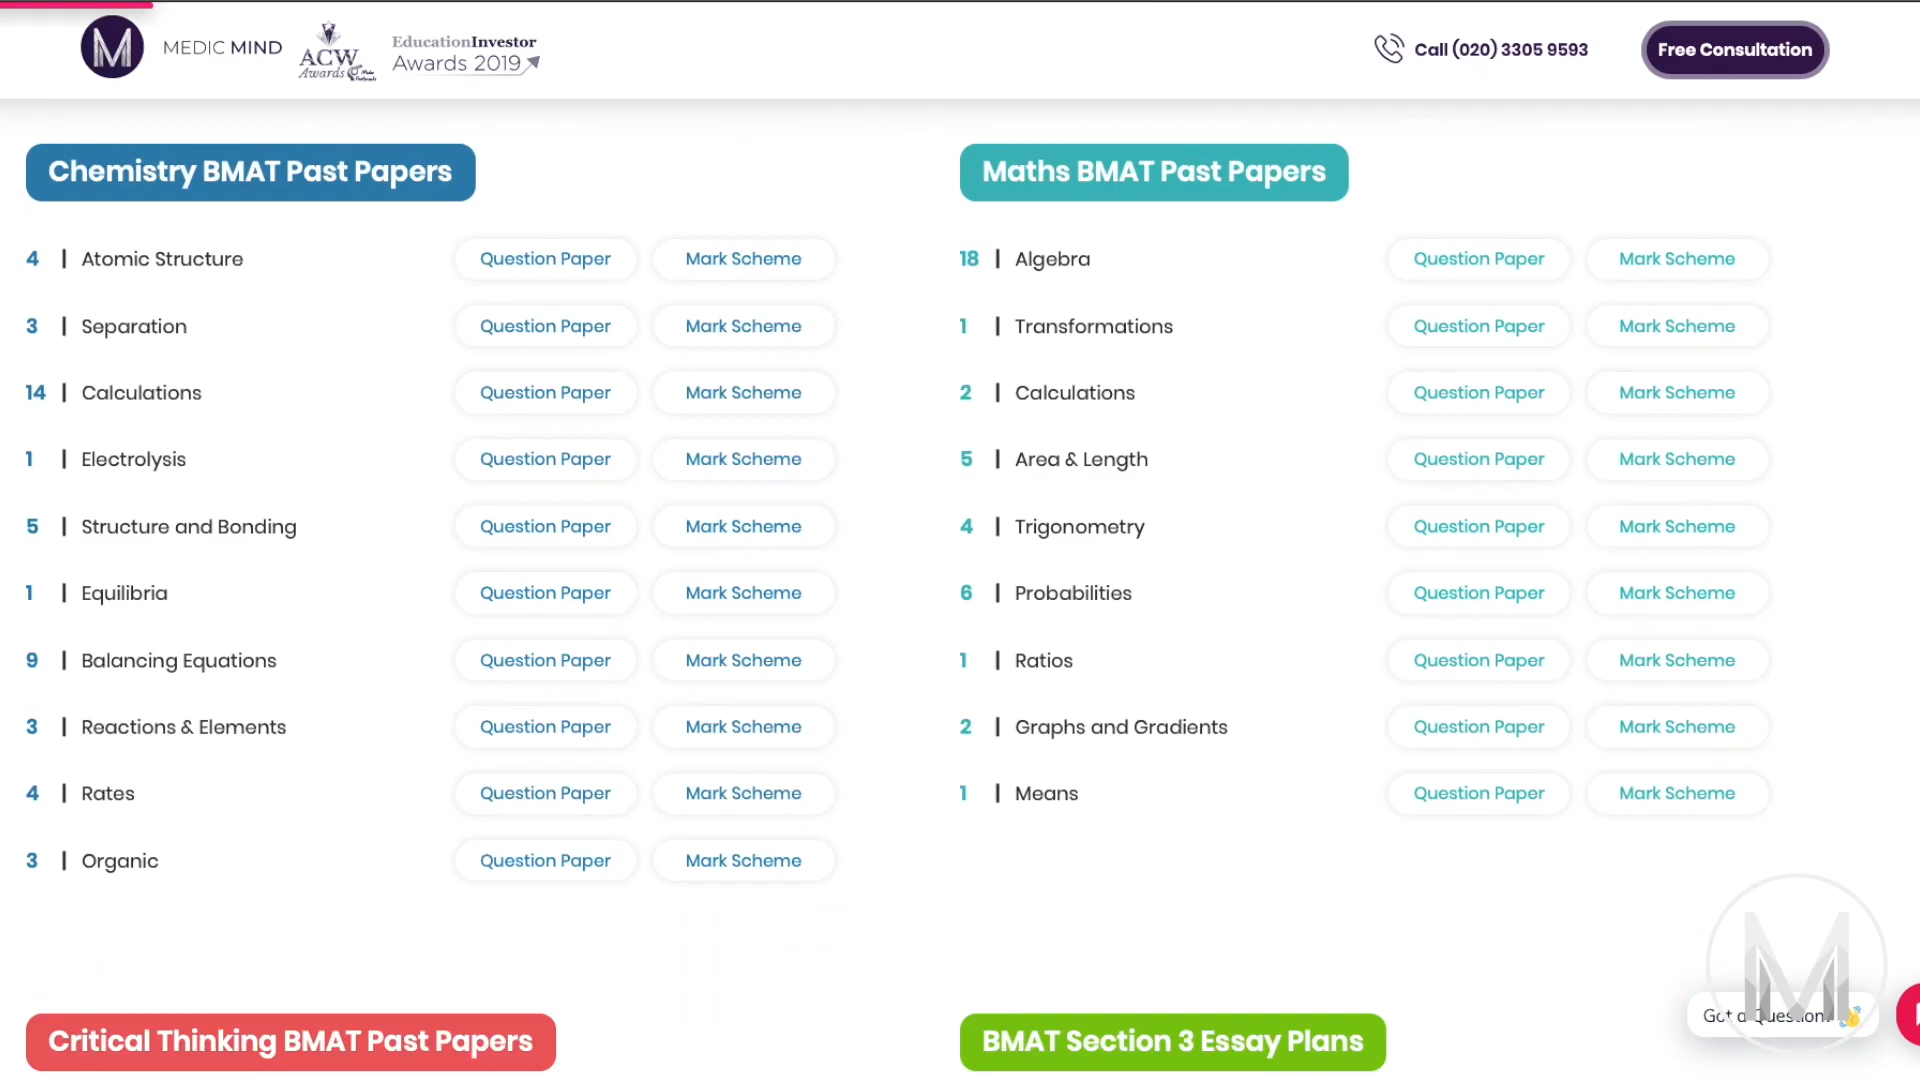 MEDIC MIND
ACW
Awards
EducationInvestor
Awards 2019
Call (020) 3305 9593
Free Consultation
Chemistry BMAT Past Papers
4 | Atomic Structure Question Paper Mark Scheme
3 | Separation Question Paper Mark Scheme
14 | Calculations Question Paper Mark Scheme
1 | Electrolysis Question Paper Mark Scheme
5 | Structure and Bonding Question Paper Mark Scheme
1 | Equilibria Question Paper Mark Scheme
9 | Balancing Equations Question Paper Mark Scheme
3 | Reactions & Elements Question Paper Mark Scheme
4 | Rates Question Paper Mark Scheme
3 | Organic Question Paper Mark Scheme
Maths BMAT Past Papers
18 | Algebra Question Paper Mark Scheme
1 | Transformations Question Paper Mark Scheme
2 | Calculations Question Paper Mark Scheme
5 | Area & Length Question Paper Mark Scheme
4 | Trigonometry Question Paper Mark Scheme
6 | Probabilities Question Paper Mark Scheme
1 | Ratios Question Paper Mark Scheme
2 | Graphs and Gradients Question Paper Mark Scheme
1 | Means Question Paper Mark Scheme
Critical Thinking BMAT Past Papers
BMAT Section 3 Essay Plans
Got a Question?